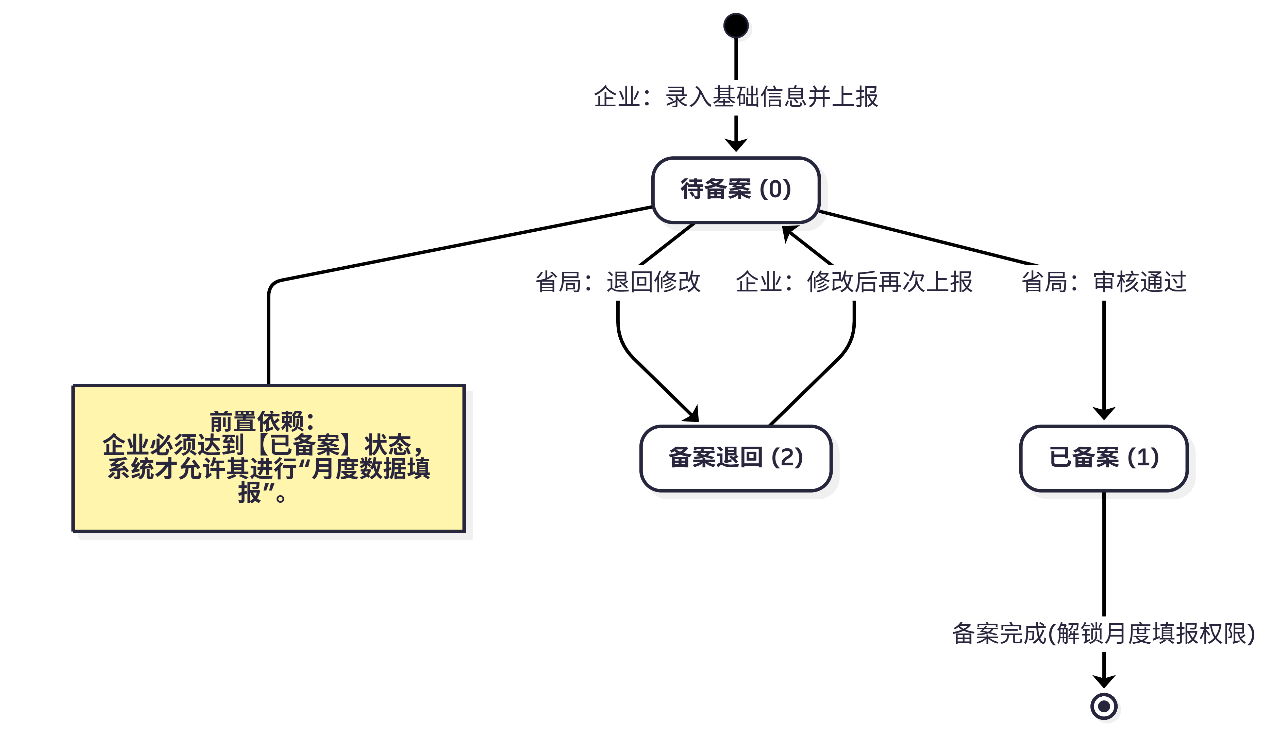 企业：录入基础信息并上报
待备案 (0)
省局：退回修改
企业：修改后再次上报
省局：审核通过
前置依赖：
企业必须达到【已备案】状态，
系统才允许其进行“月度数据填
报”。
备案退回 (2)
已备案 (1)
备案完成(解锁月度填报权限)